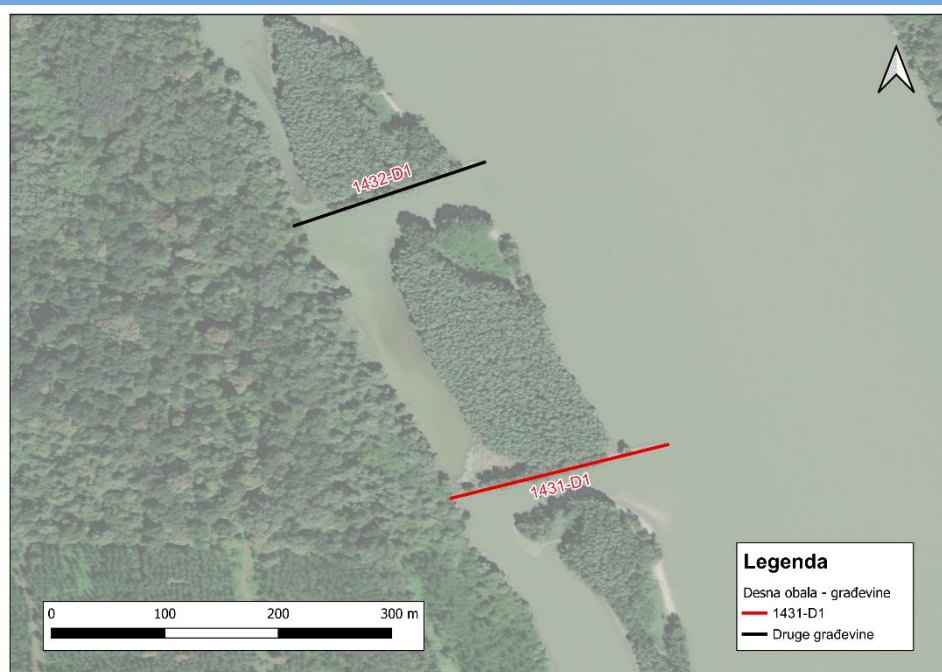 1432-D1
1431-D1
Legenda
Desna obala - građevine
1431-D1
Druge građevine
0 100 200 300 m